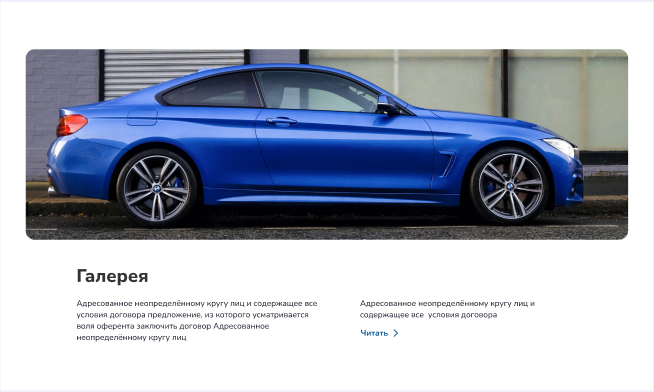 Галерея
Адресованное неопределённому кругу лиц и содержащее все
условия договора предложение, из которого усматривается
воля оферента заключить договор Адресованное
неопределённому кругу лиц
Адресованное неопределённому кругу лиц и
содержащее все  условия договора
Читать